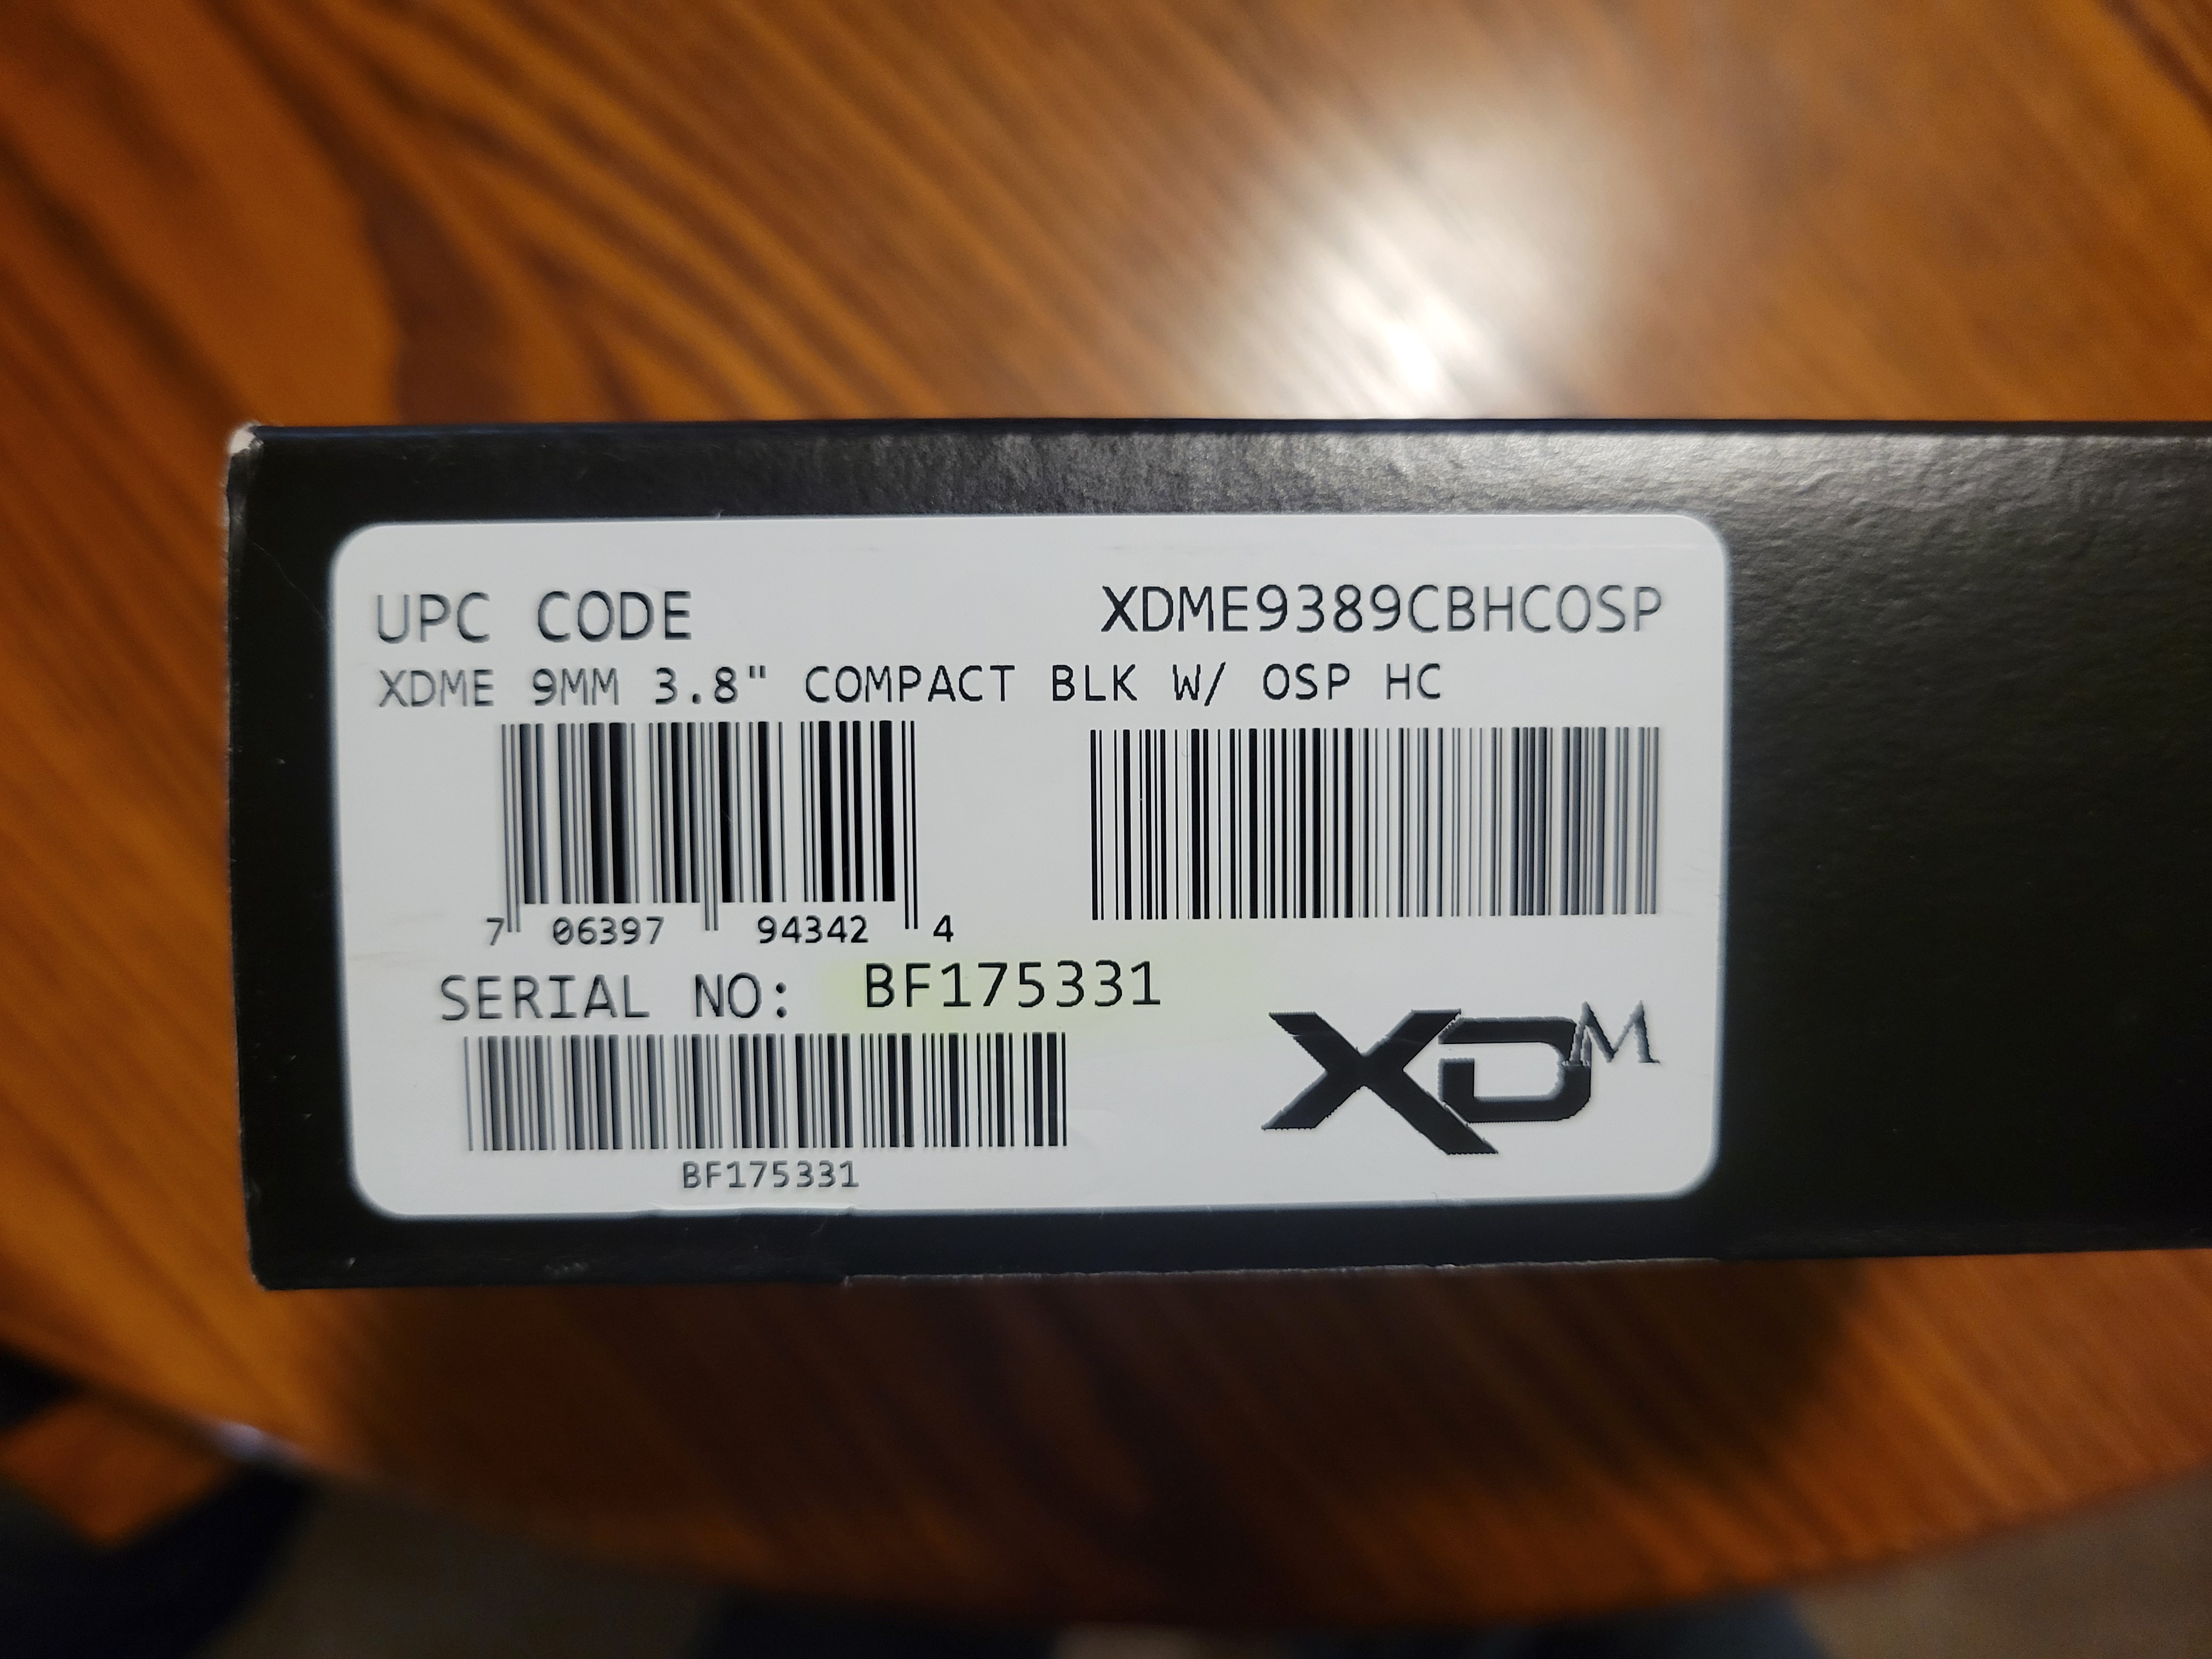 UPC CODE XDME9389CBHCOSP
XDME 9MM 3.8" COMPACT BLK W/ OSP HC
7 06397 94342 4
SERIAL NO: BF175331
BF175331
XDM